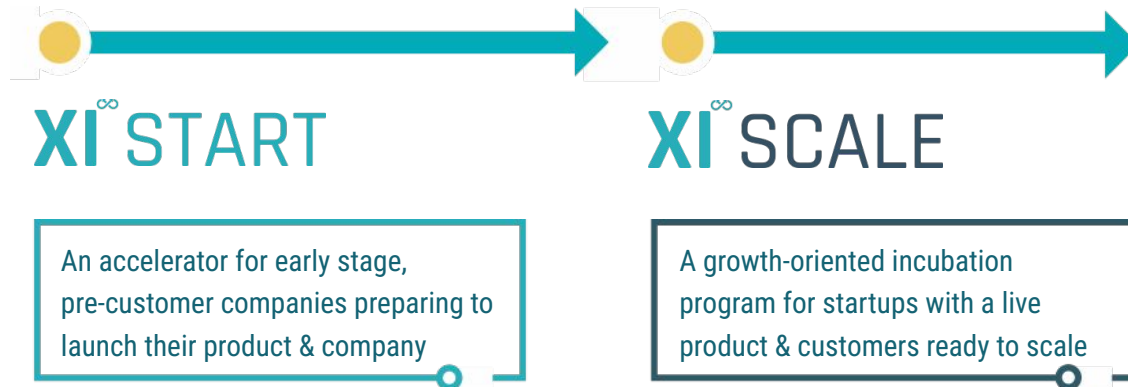 XI∞ START
An accelerator for early stage,
pre-customer companies preparing to
launch their product & company
XI∞ SCALE
A growth-oriented incubation
program for startups with a live
product & customers ready to scale